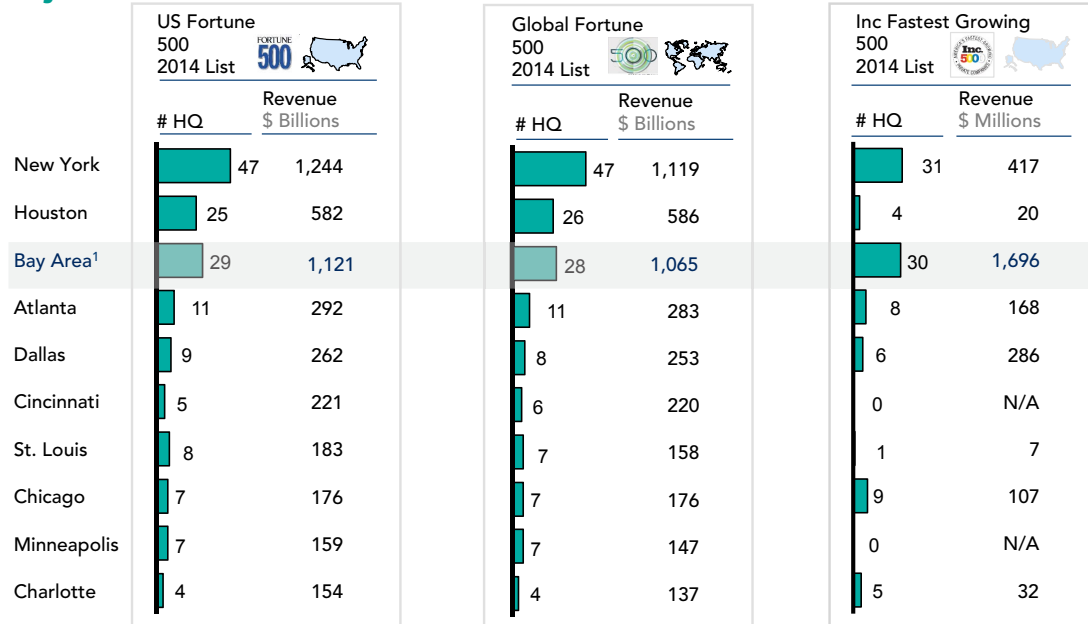 US Fortune
500
2014 List
FORTUNE
500
Global Fortune
500
2014 List
500
Inc Fastest Growing
500
2014 List
Inc.
500
# HQ
Revenue
$ Billions
# HQ
Revenue
$ Billions
# HQ
Revenue
$ Millions
New York 47 1,244 47 1,119 31 417
Houston 25 582 26 586 4 20
Bay Area1 29 1,121 28 1,065 30 1,696
Atlanta 11 292 11 283 8 168
Dallas 9 262 8 253 6 286
Cincinnati 5 221 6 220 0 N/A
St. Louis 8 183 7 158 1 7
Chicago 7 176 7 176 9 107
Minneapolis 7 159 7 147 0 N/A
Charlotte 4 154 4 137 5 32